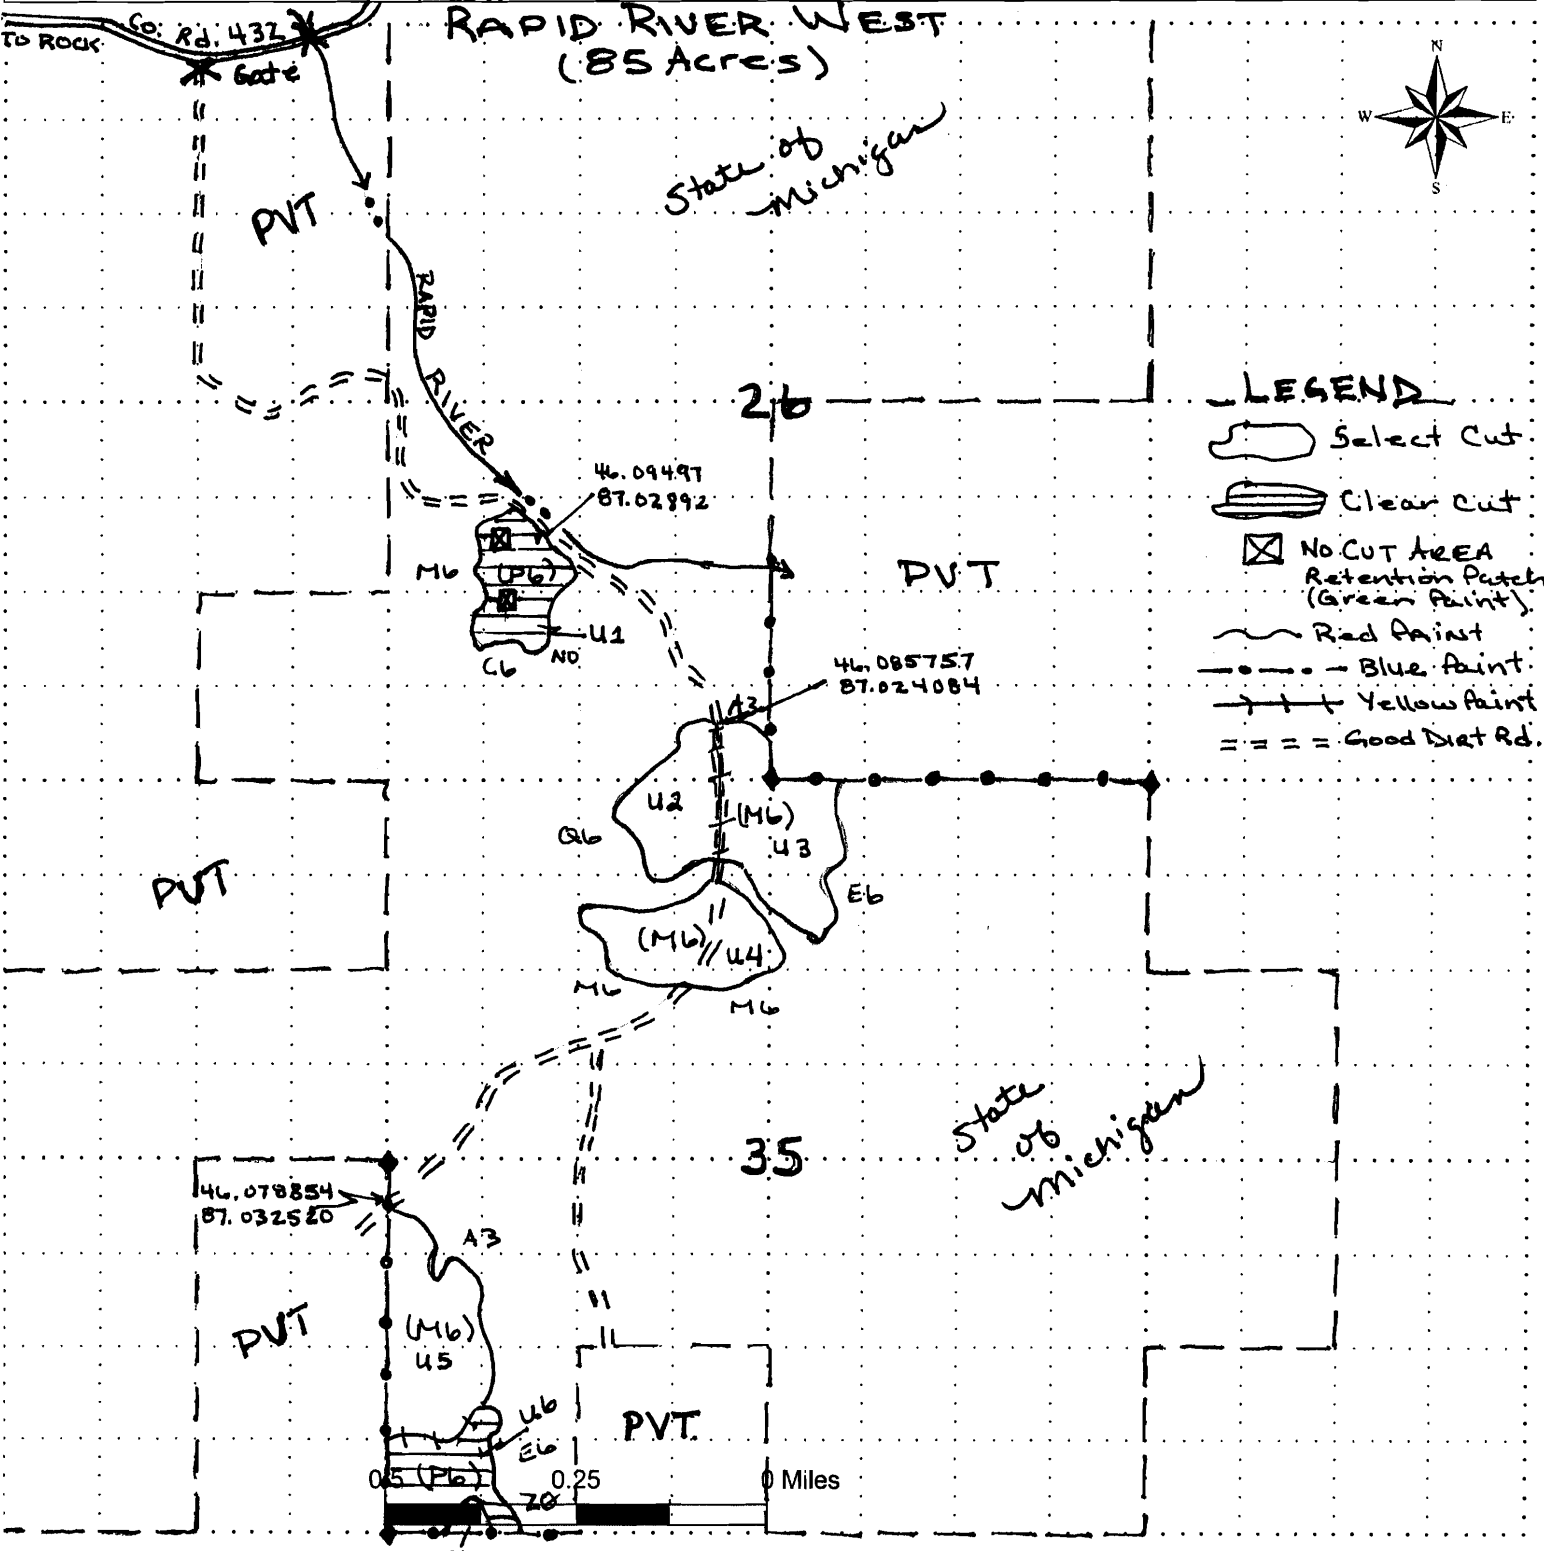 RAPID RIVER WEST
(85 Acres)
Co. Rd. 432
TO ROCK
Gate
N
W
E
S
State of
Michigan
PVT
RAPID
RIVER
26
LEGEND
Select Cut
Clear Cut
No Cut AREA
Retention Patch
(Green Paint)
Red Paint
Blue Paint
Yellow Paint
Good Dirt Rd.
46.09497
87.02892
M6
(P6)
U1
C6
PVT
46.085757
87.024084
A3
U2
(M6)
U3
Q6
E6
PVT
(M6)
U4
M6
M6
State
of
Michigan
35
46.078854
87.032520
A3
PVT
(M6)
U5
U6
E6
PVT
0.5
(P6)
0.25
0 Miles